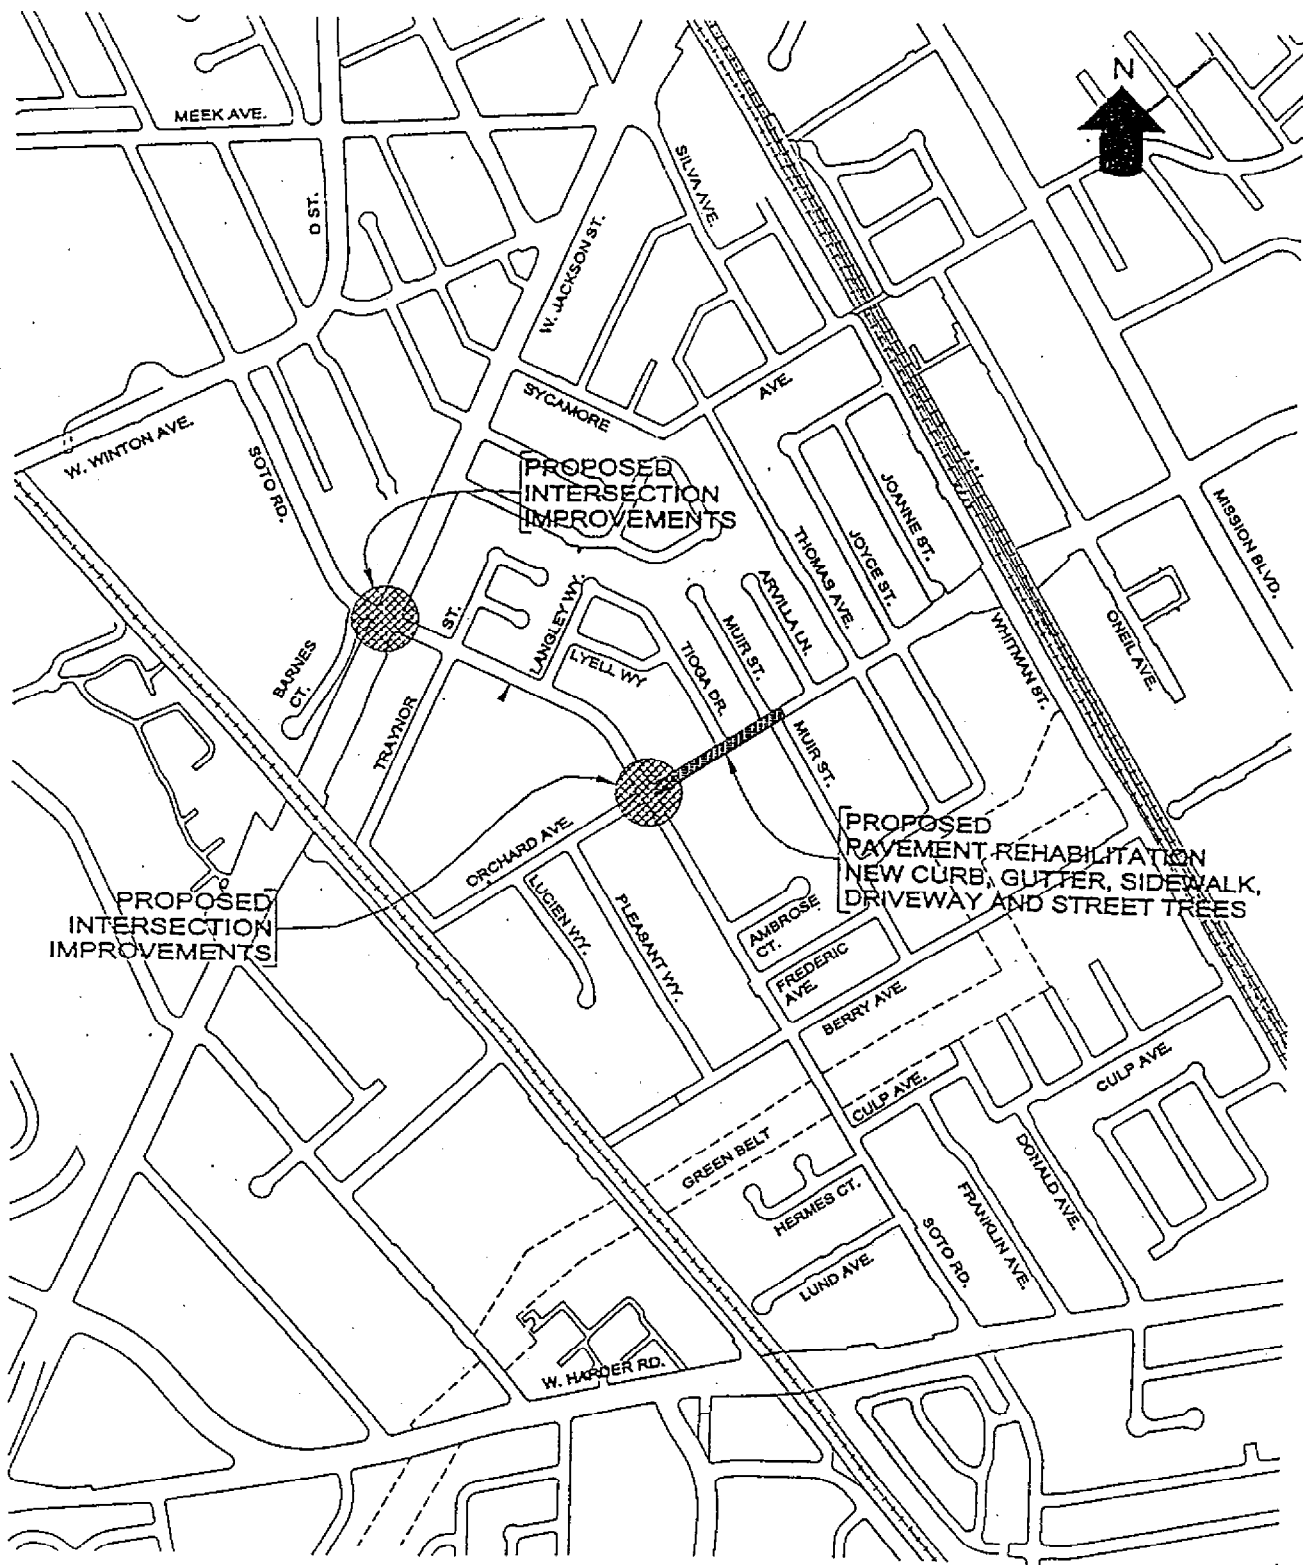 N
MEEK AVE.
SILVA AVE.
D ST.
W. JACKSON ST.
AVE.
SYCAMORE
W. WINTON AVE.
SOTO RD.
PROPOSED
INTERSECTION
IMPROVEMENTS
JOANNE ST.
JOYCE ST.
THOMAS AVE.
MISSION BLVD.
ARVILLA LN.
MUIR ST.
LANGLEY WY.
ST.
LYELL WY
TIOGA DR.
WHITMAN ST.
ONEIL AVE.
BARNES
CT.
TRAYNOR
MUIR ST.
PROPOSED
PAVEMENT REHABILITATION
NEW CURB, GUTTER, SIDEWALK,
DRIVEWAY AND STREET TREES
ORCHARD AVE.
LUCIEN WY.
PLEASANT WY.
PROPOSED
INTERSECTION
IMPROVEMENTS
AMBROSE
CT.
FREDERIC
AVE.
BERRY AVE.
CULP AVE.
CULP AVE.
GREEN BELT
DONALD AVE.
FRANKLIN AVE.
HERMES CT.
SOTO RD.
LUND AVE.
W. HARDER RD.